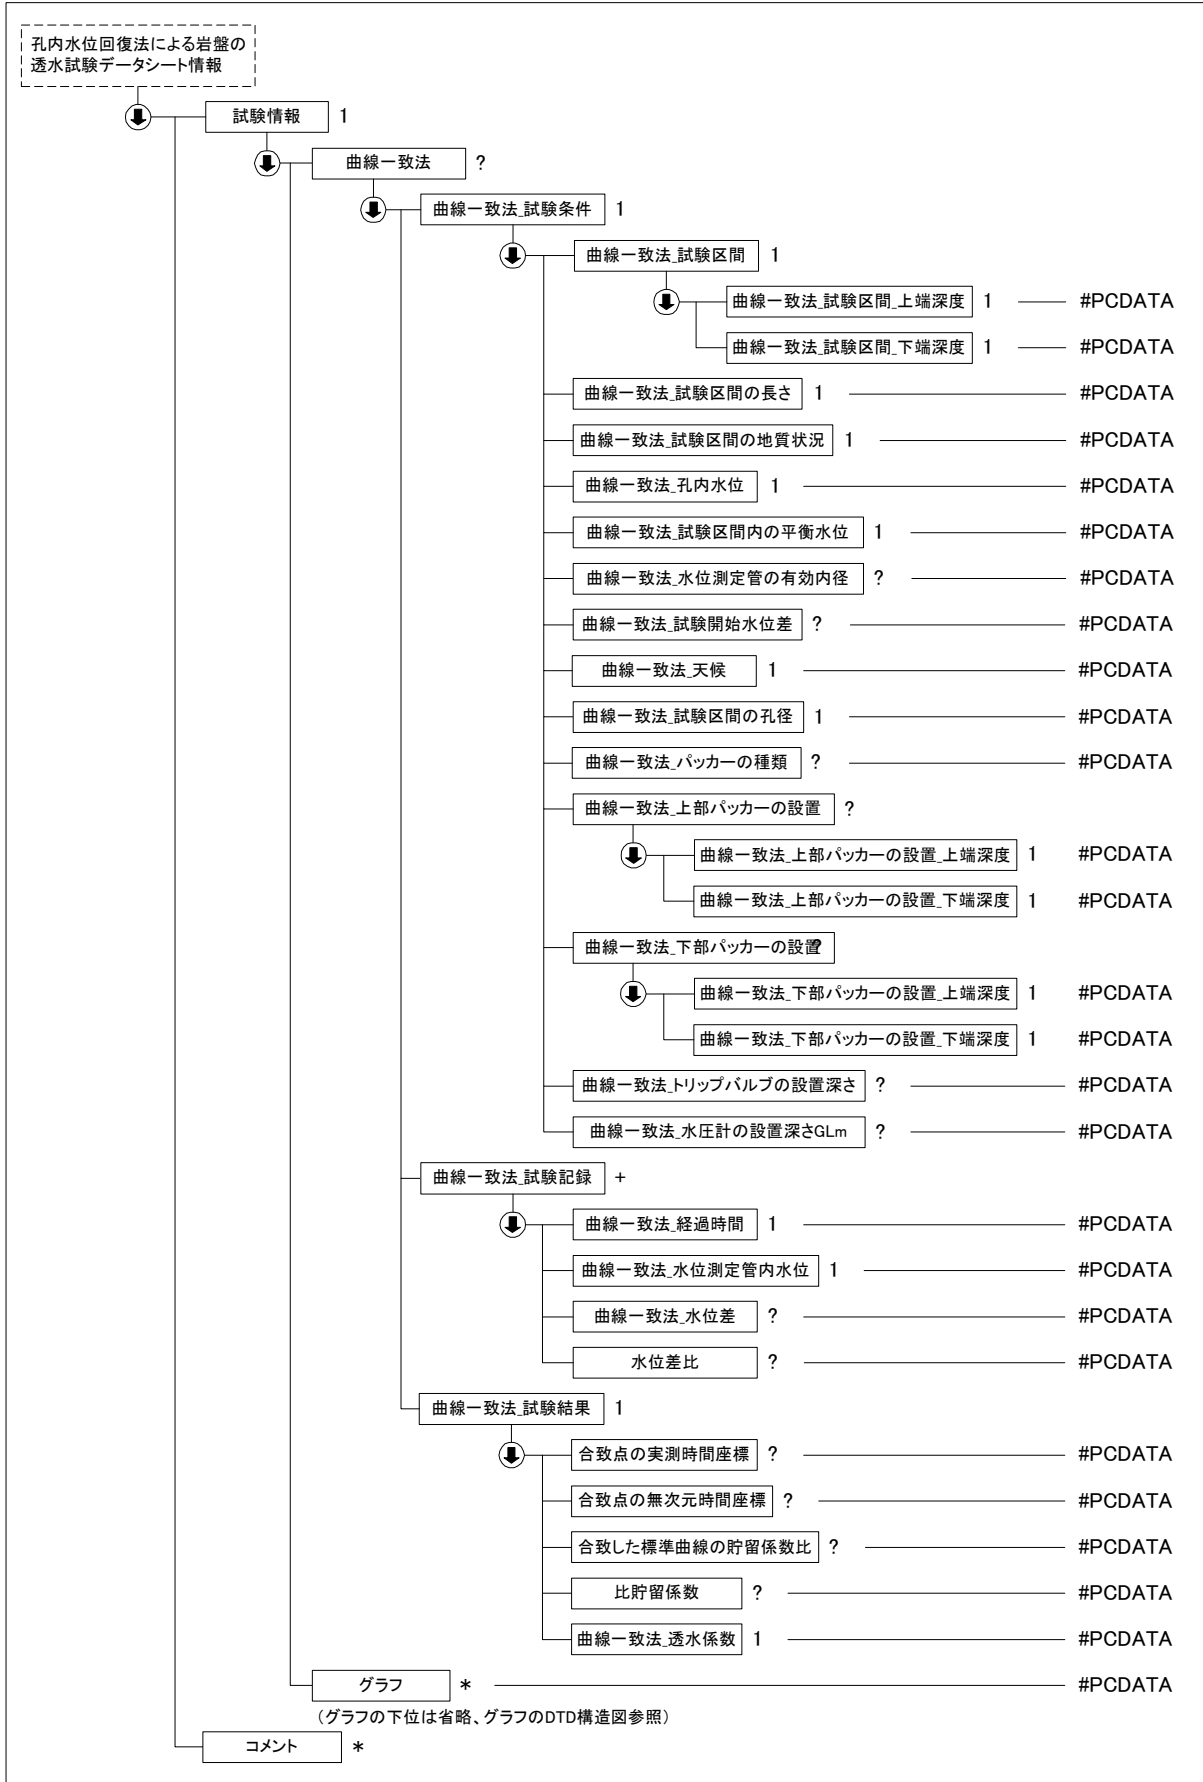 孔内水位回復法による岩盤の
透水試験データシート情報
試験情報 1
曲線一致法 ?
曲線一致法_試験条件 1
曲線一致法_試験区間 1
曲線一致法_試験区間_上端深度 1 #PCDATA
曲線一致法_試験区間_下端深度 1 #PCDATA
曲線一致法_試験区間の長さ 1 #PCDATA
曲線一致法_試験区間の地質状況 1 #PCDATA
曲線一致法_孔内水位 1 #PCDATA
曲線一致法_試験区間内の平衡水位 1 #PCDATA
曲線一致法_水位測定管の有効内径 ? #PCDATA
曲線一致法_試験開始水位差 ? #PCDATA
曲線一致法_天候 1 #PCDATA
曲線一致法_試験区間の孔径 1 #PCDATA
曲線一致法_パッカーの種類 ? #PCDATA
曲線一致法_上部パッカーの設置 ?
曲線一致法_上部パッカーの設置_上端深度 1 #PCDATA
曲線一致法_上部パッカーの設置_下端深度 1 #PCDATA
曲線一致法_下部パッカーの設置 ?
曲線一致法_下部パッカーの設置_上端深度 1 #PCDATA
曲線一致法_下部パッカーの設置_下端深度 1 #PCDATA
曲線一致法_トリップバルブの設置深さ ? #PCDATA
曲線一致法_水圧計の設置深さGLm ? #PCDATA
曲線一致法_試験記録 +
曲線一致法_経過時間 1 #PCDATA
曲線一致法_水位測定管内水位 1 #PCDATA
曲線一致法_水位差 ? #PCDATA
水位差比 ? #PCDATA
曲線一致法_試験結果 1
合致点の実測時間座標 ? #PCDATA
合致点の無次元時間座標 ? #PCDATA
合致した標準曲線の貯留係数比 ? #PCDATA
比貯留係数 ? #PCDATA
曲線一致法_透水係数 1 #PCDATA
グラフ * #PCDATA
(グラフの下位は省略、グラフのDTD構造図参照)
コメント *